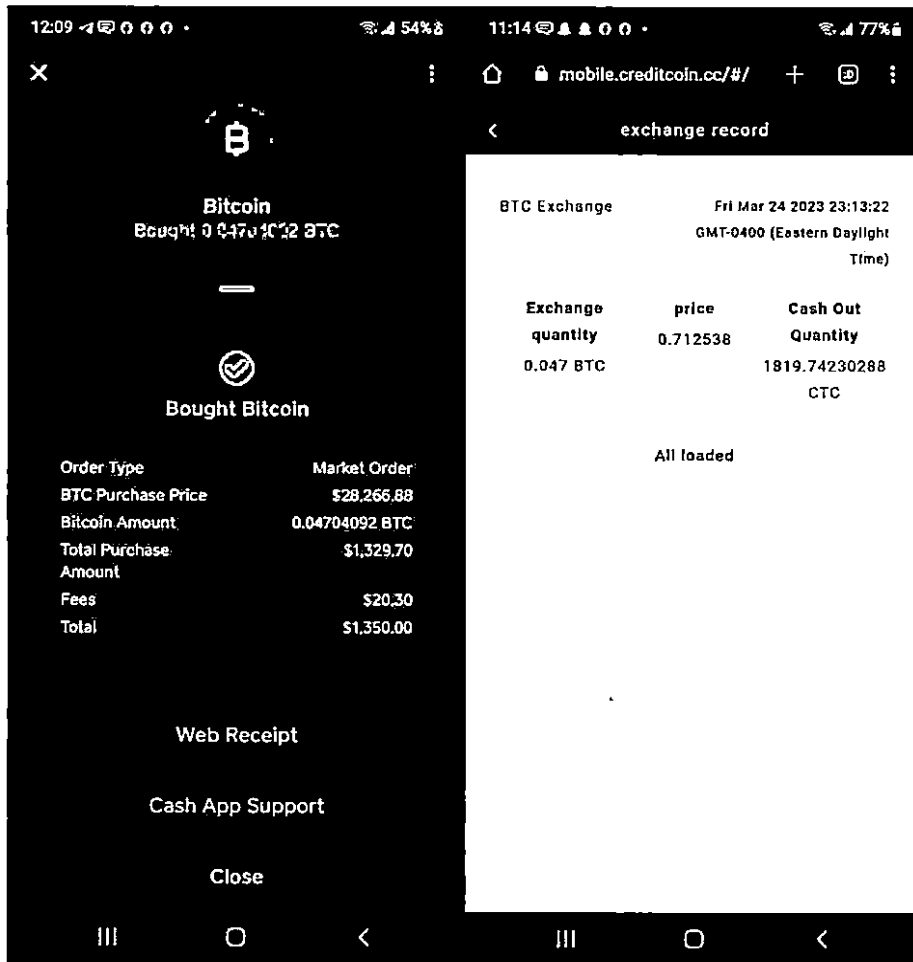 12:09
54%
Bitcoin
Bought BTC
Bought Bitcoin
Order Type Market Order
BTC Purchase Price $28,266.88
Bitcoin Amount 0.04704092 BTC
Total Purchase Amount $1,329.70
Fees $20.30
Total $1,350.00
Web Receipt
Cash App Support
Close
11:14
77%
mobile.creditcoin.cc/#/
:D
exchange record
BTC Exchange Fri Mar 24 2023 23:13:22
GMT-0400 (Eastern Daylight
Time)
Exchange quantity price Cash Out Quantity
0.047 BTC 0.712538 1819.74230288 CTC
All loaded